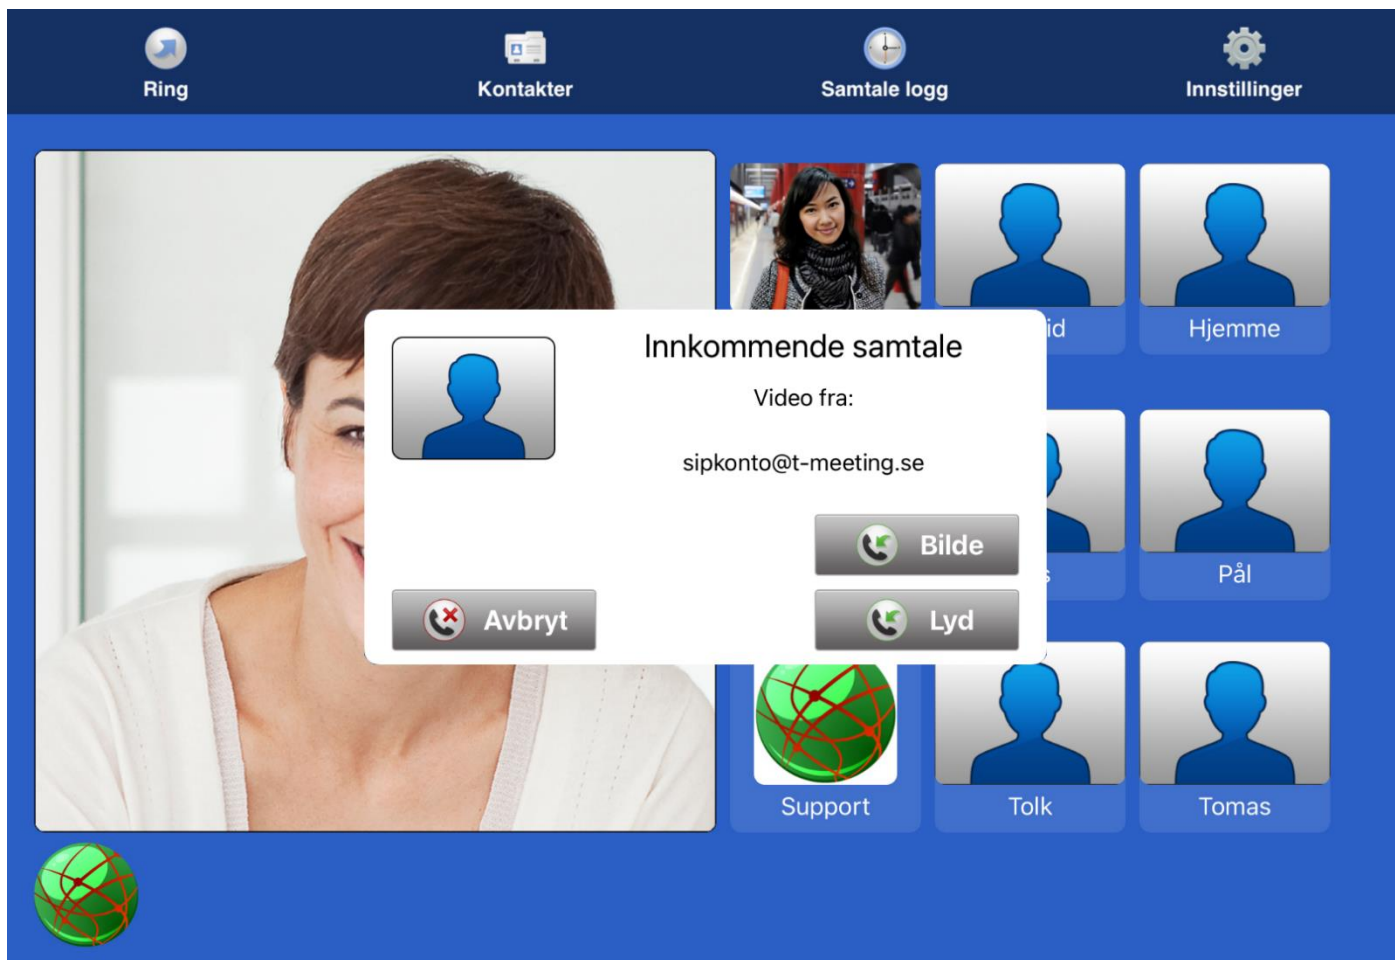 Ring
Kontakter
Samtale logg
Innstillinger
Hjemme
Innkommende samtale
Video fra:
sipkonto@t-meeting.se
Bilde
Pål
Avbryt
Lyd
Support
Tolk
Tomas